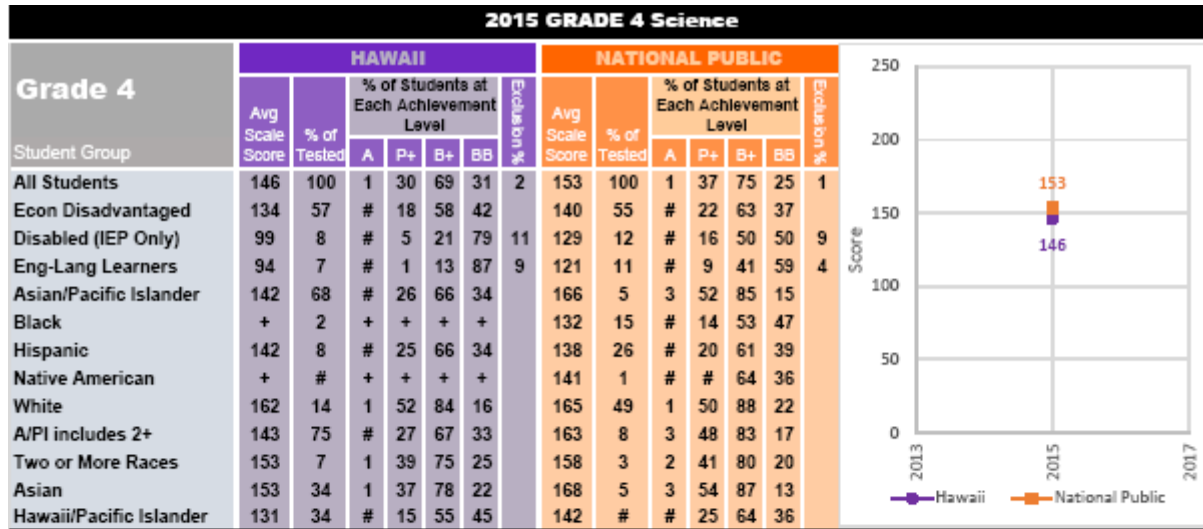 2015 GRADE 4 Science
HAWAII NATIONAL PUBLIC
Grade 4
Student Group
Avg Scale Score % of Tested % of Students at Each Achievement Level Exclusion % Avg Scale Score % of Tested % of Students at Each Achievement Level Exclusion %
A P+ B+ BB A P+ B+ BB
All Students 146 100 1 30 69 31 2 153 100 1 37 75 25 1
Econ Disadvantaged 134 57 # 18 58 42 140 55 # 22 63 37
Disabled (IEP Only) 99 8 # 5 21 79 11 129 12 # 16 50 50 9
Eng-Lang Learners 94 7 # 1 13 87 9 121 11 # 9 41 59 4
Asian/Pacific Islander 142 68 # 26 66 34 166 5 3 52 85 15
Black + 2 + + + + 132 15 # 14 53 47
Hispanic 142 8 # 25 66 34 138 26 # 20 61 39
Native American + # + + + + 141 1 # # 64 36
White 162 14 1 52 84 16 165 49 1 50 88 22
A/PI includes 2+ 143 75 # 27 67 33 163 8 3 48 83 17
Two or More Races 153 7 1 39 75 25 158 3 2 41 80 20
Asian 153 34 1 37 78 22 168 5 3 54 87 13
Hawaii/Pacific Islander 131 34 # 15 55 45 142 # # 25 64 36
250
200
150
100
50
0
Score
153
146
2013 2015 2017
Hawaii National Public